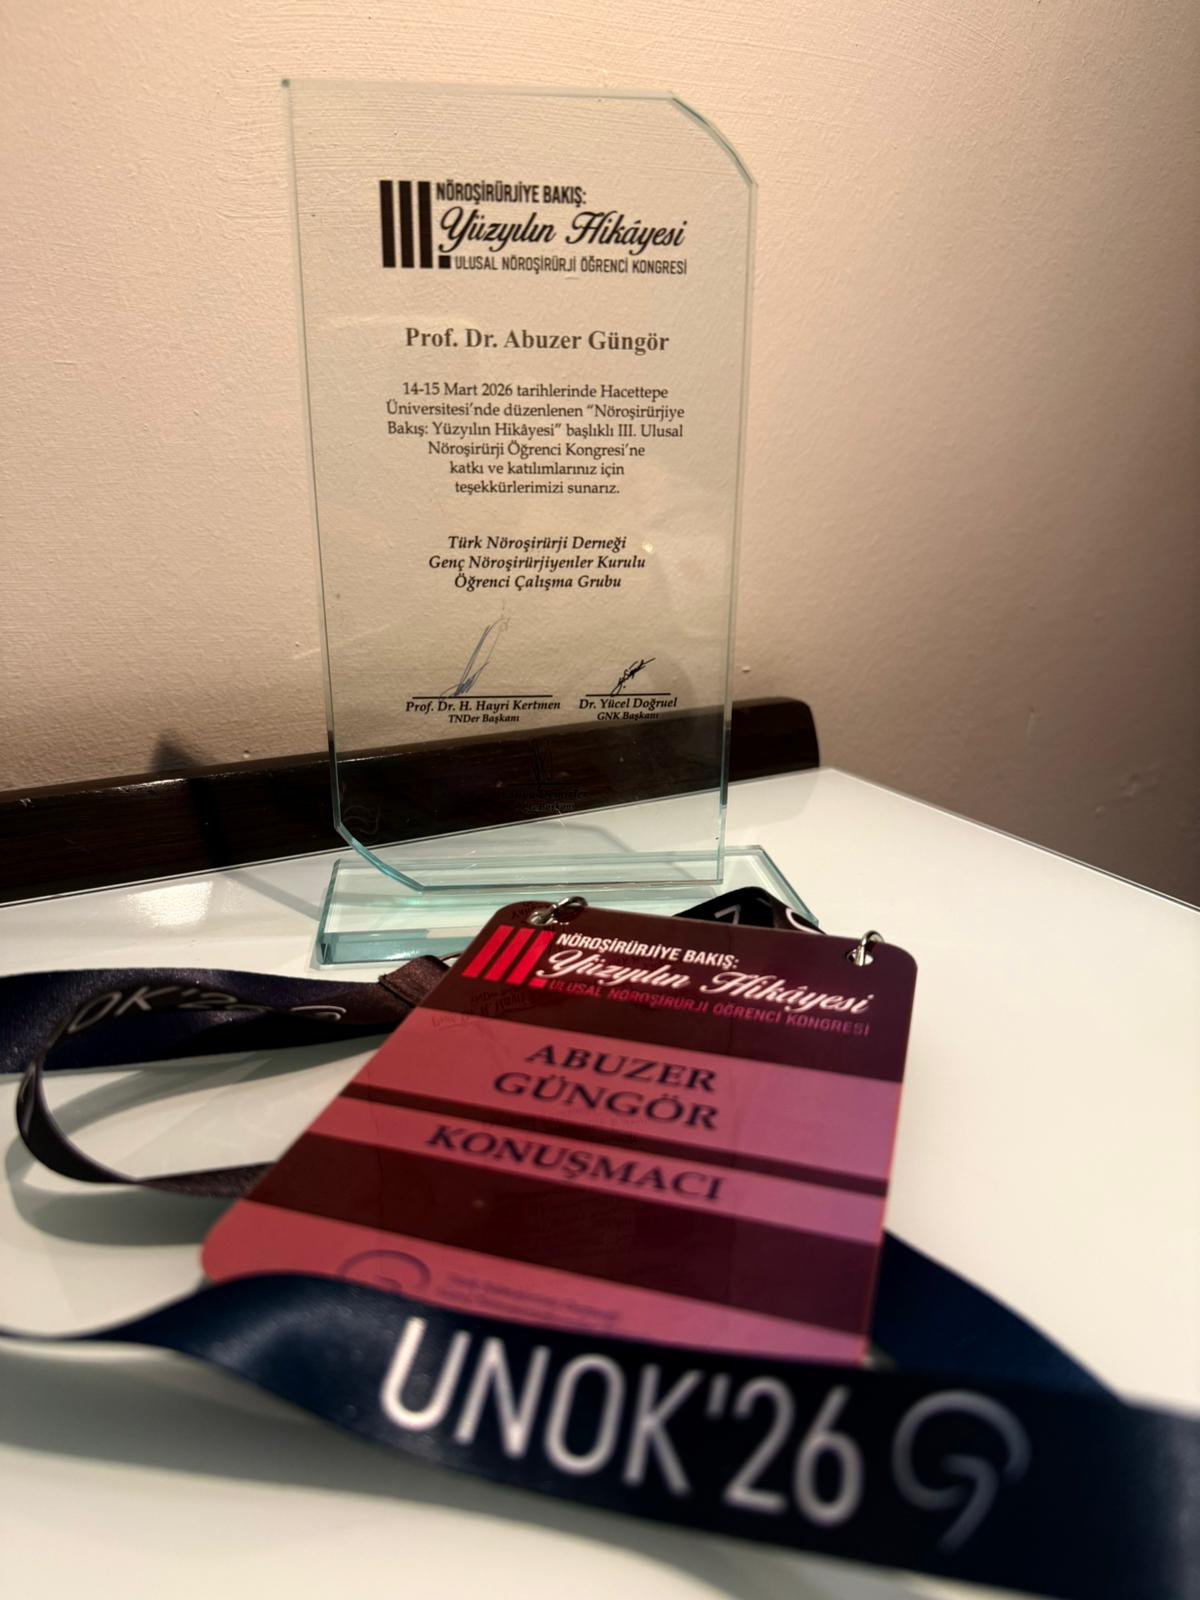 III.
NÖROŞİRÜRJİYE BAKIŞ:
Yüzyılın Hikâyesi
ULUSAL NÖROŞİRÜRJİ ÖĞRENCİ KONGRESİ
Prof. Dr. Abuzer Güngör
14-15 Mart 2026 tarihlerinde Hacettepe
Üniversitesi’nde düzenlenen “Nöroşirürjiye
Bakış: Yüzyılın Hikâyesi” başlıklı III. Ulusal
Nöroşirürji Öğrenci Kongresi’ne
katkı ve katılımlarınız için
teşekkürlerimizi sunarız.
Türk Nöroşirürji Derneği
Genç Nöroşirürjiyenler Kurulu
Öğrenci Çalışma Grubu
Prof. Dr. H. Hayri Kertmen
TNDer Başkanı
Dr. Yücel Doğruel
GNK Başkanı
III.
NÖROŞİRÜRJİYE BAKIŞ:
Yüzyılın Hikâyesi
ULUSAL NÖROŞİRÜRJİ ÖĞRENCİ KONGRESİ
ABUZER
GÜNGÖR
KONUŞMACI
UNOK'26